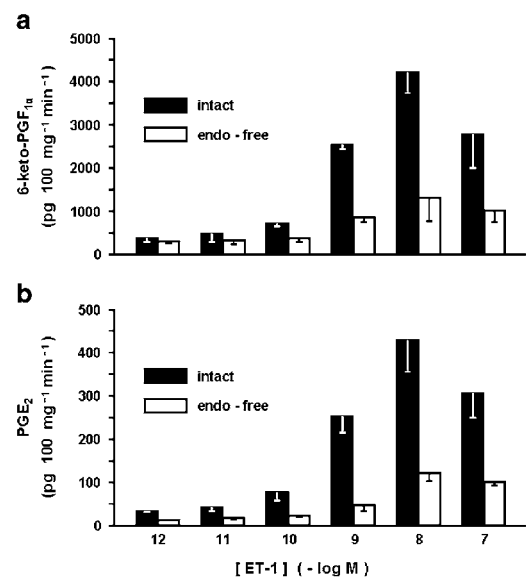 a
6-keto-PGF1α
(pg 100 mg⁻¹ min⁻¹)
5000
4000
3000
2000
1000
0
intact
endo - free
b
PGE₂
(pg 100 mg⁻¹ min⁻¹)
500
400
300
200
100
0
intact
endo - free
12 11 10 9 8 7
[ ET-1 ] ( - log M )